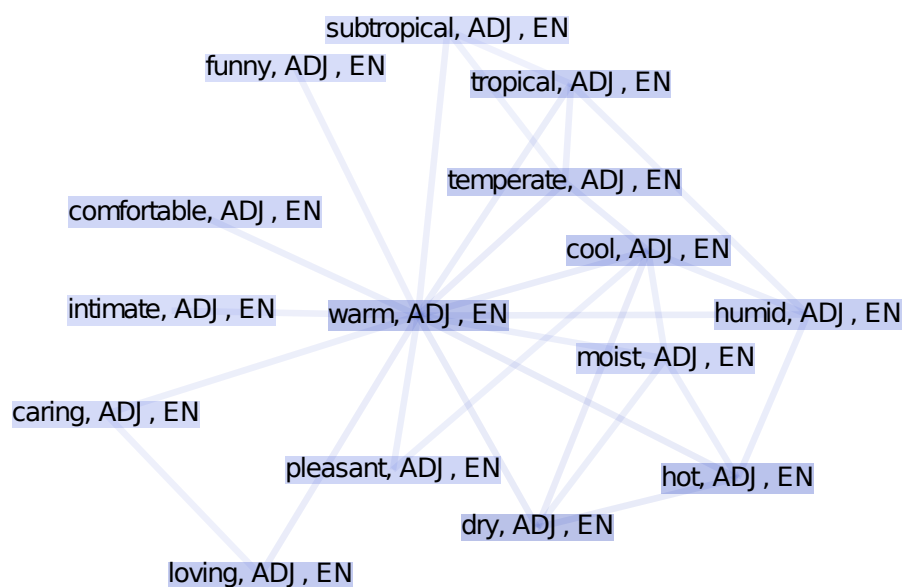 subtropical, ADJ, EN
funny, ADJ, EN
tropical, ADJ, EN
temperate, ADJ, EN
comfortable, ADJ, EN
cool, ADJ, EN
intimate, ADJ, EN
warm, ADJ, EN
humid, ADJ, EN
moist, ADJ, EN
caring, ADJ, EN
pleasant, ADJ, EN
hot, ADJ, EN
dry, ADJ, EN
loving, ADJ, EN